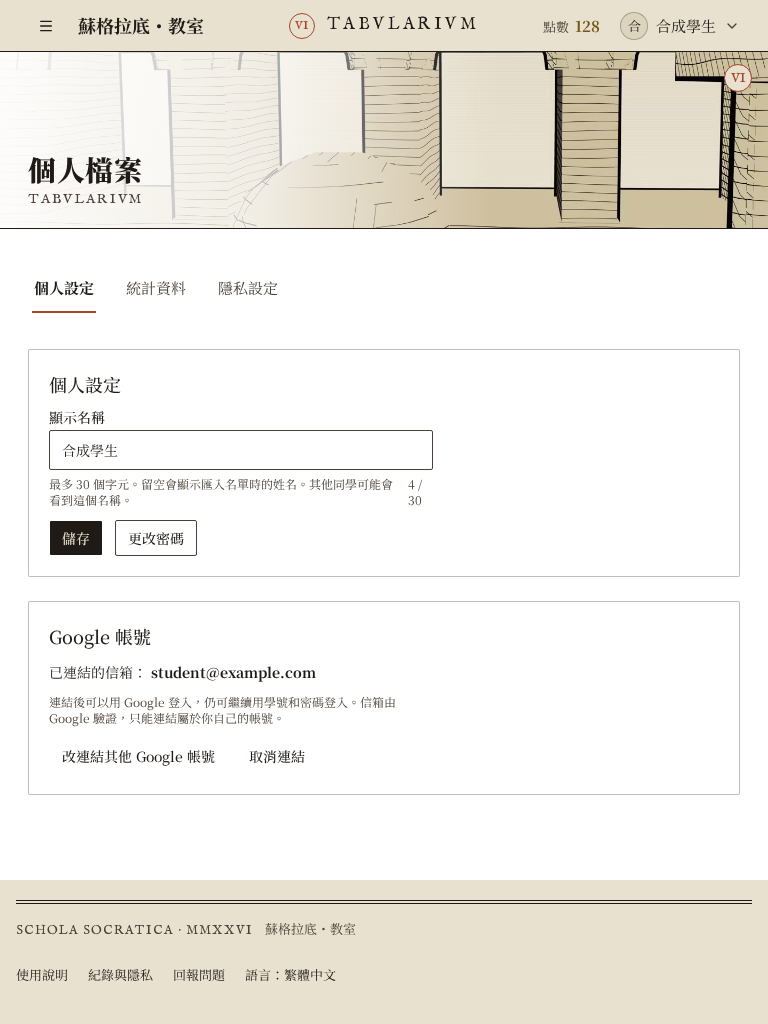 蘇格拉底・教室
VI TABVLARIVM
點數 128
合 合成學生
VI
個人檔案
TABVLARIVM
個人設定 統計資料 隱私設定
個人設定
顯示名稱
合成學生
最多 30 個字元。留空會顯示匯入名單時的姓名。其他同學可能會
看到這個名稱。
4 /
30
儲存 更改密碼
Google 帳號
已連結的信箱： student@example.com
連結後可以用 Google 登入，仍可繼續用學號和密碼登入。信箱由
Google 驗證，只能連結屬於你自己的帳號。
改連結其他 Google 帳號 取消連結
SCHOLA SOCRATICA · MMXXVI 蘇格拉底・教室
使用說明 紀錄與隱私 回報問題 語言：繁體中文